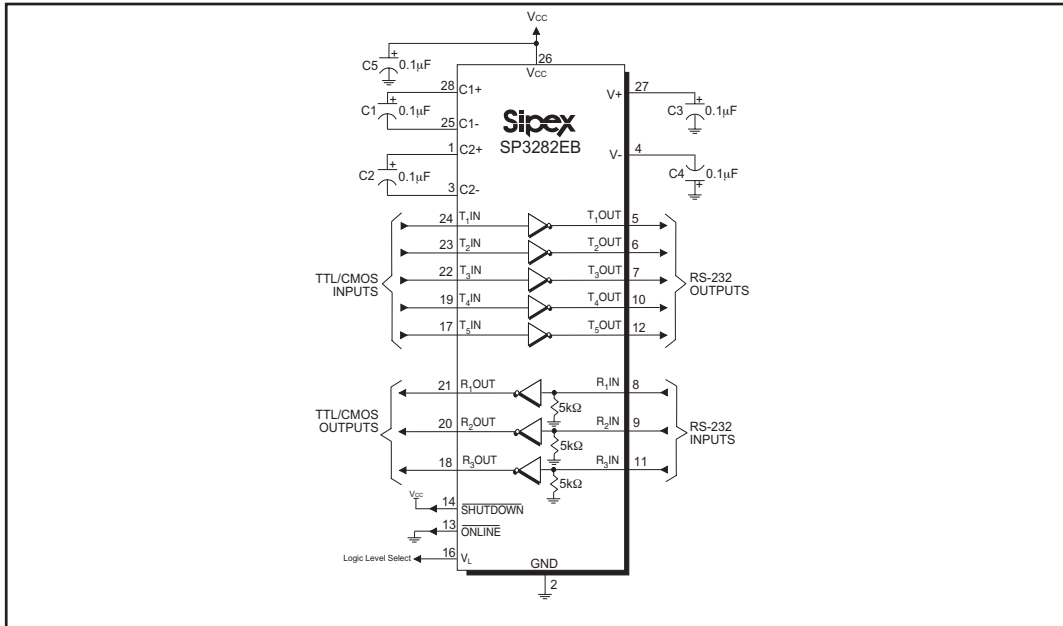 VCC
26
VCC
C5 + 0.1µF
28 C1+
C1 + 0.1µF
25 C1-
1 C2+
C2 + 0.1µF
3 C2-
Sipex
SP3282EB
V+ 27
C3 + 0.1µF
V- 4
C4 0.1µF +
TTL/CMOS
INPUTS
24 T1IN T1OUT 5
23 T2IN T2OUT 6
22 T3IN T3OUT 7
19 T4IN T4OUT 10
17 T5IN T5OUT 12
RS-232
OUTPUTS
TTL/CMOS
OUTPUTS
21 R1OUT R1IN 8
5kΩ
20 R2OUT R2IN 9
5kΩ
18 R3OUT R3IN 11
5kΩ
RS-232
INPUTS
VCC
14 SHUTDOWN
13 ONLINE
Logic Level Select 16 VL
GND
2